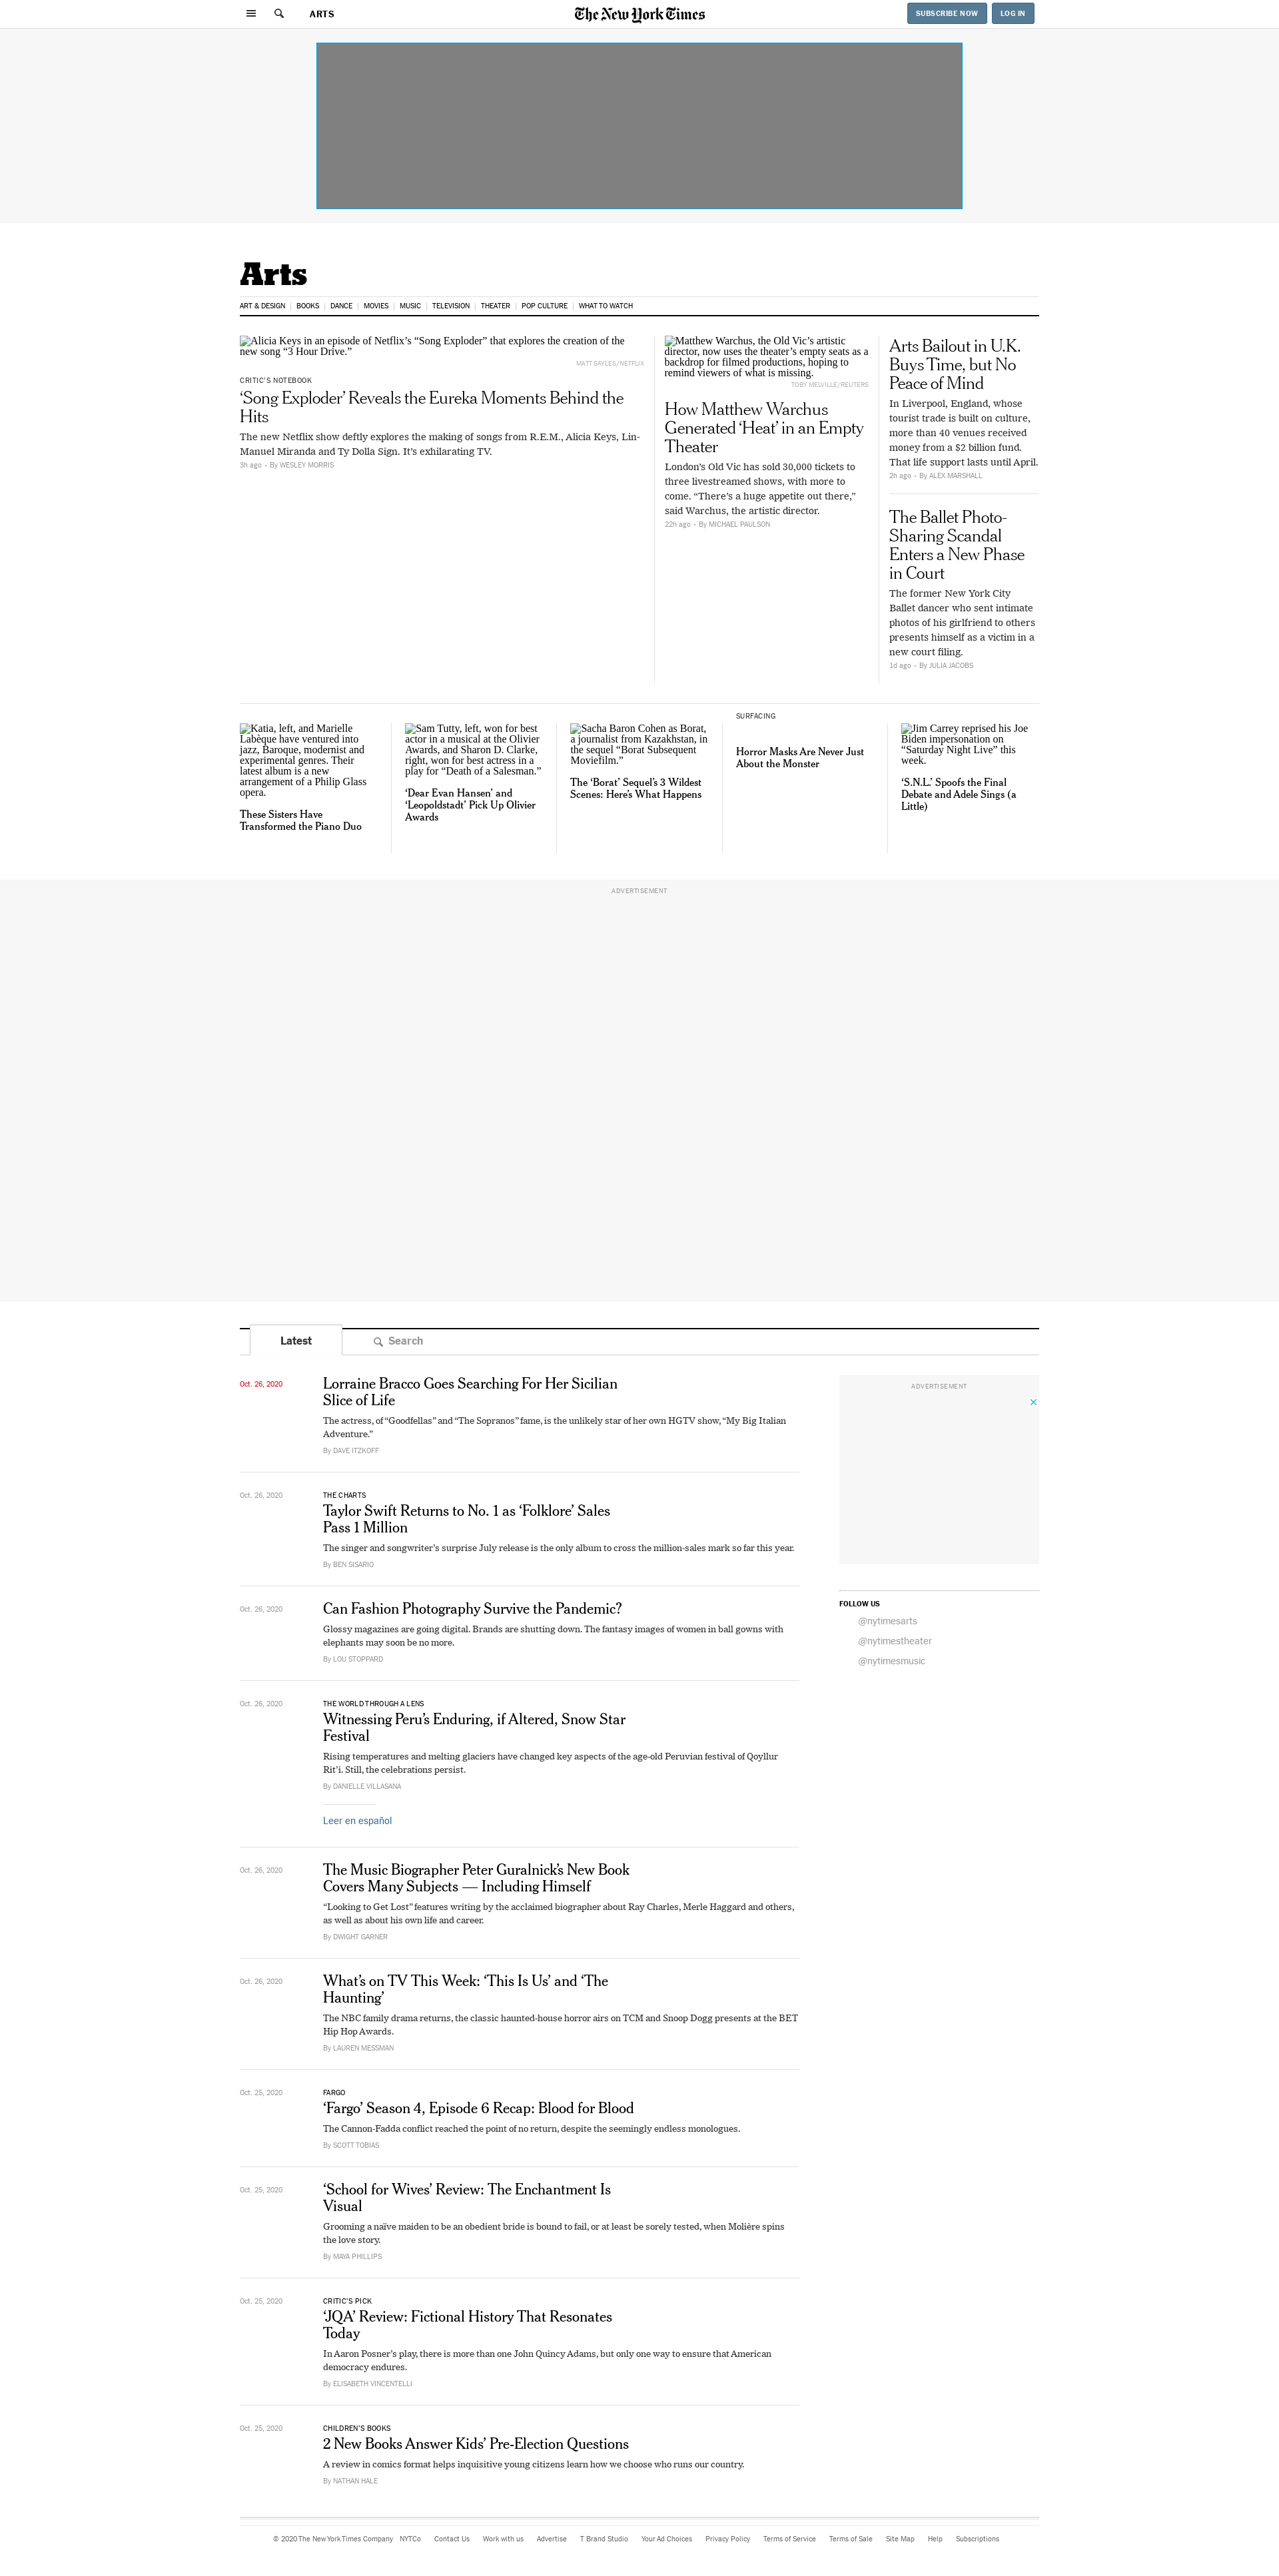 ARTS
The New York Times
SUBSCRIBE NOW
LOG IN
Arts
ART & DESIGN
BOOKS
DANCE
MOVIES
MUSIC
TELEVISION
THEATER
POP CULTURE
WHAT TO WATCH
Alicia Keys in an episode of Netflix’s “Song Exploder” that explores the creation of the
new song “3 Hour Drive.”
MATT SAYLES/NETFLIX
CRITIC’S NOTEBOOK
‘Song Exploder’ Reveals the Eureka Moments Behind the
Hits
The new Netflix show deftly explores the making of songs from R.E.M., Alicia Keys, Lin-
Manuel Miranda and Ty Dolla Sign. It’s exhilarating TV.
3h ago • By WESLEY MORRIS
Matthew Warchus, the Old Vic’s artistic
director, now uses the theater’s empty seats as a
backdrop for filmed productions, hoping to
remind viewers of what is missing.
TOBY MELVILLE/REUTERS
How Matthew Warchus
Generated ‘Heat’ in an Empty
Theater
London’s Old Vic has sold 30,000 tickets to
three livestreamed shows, with more to
come. “There’s a huge appetite out there,”
said Warchus, the artistic director.
22h ago • By MICHAEL PAULSON
Arts Bailout in U.K.
Buys Time, but No
Peace of Mind
In Liverpool, England, whose
tourist trade is built on culture,
more than 40 venues received
money from a $2 billion fund.
That life support lasts until April.
2h ago • By ALEX MARSHALL
The Ballet Photo-
Sharing Scandal
Enters a New Phase
in Court
The former New York City
Ballet dancer who sent intimate
photos of his girlfriend to others
presents himself as a victim in a
new court filing.
1d ago • By JULIA JACOBS
Katia, left, and Marielle
Labèque have ventured into
jazz, Baroque, modernist and
experimental genres. Their
latest album is a new
arrangement of a Philip Glass
opera.
These Sisters Have
Transformed the Piano Duo
Sam Tutty, left, won for best
actor in a musical at the Olivier
Awards, and Sharon D. Clarke,
right, won for best actress in a
play for “Death of a Salesman.”
‘Dear Evan Hansen’ and
‘Leopoldstadt’ Pick Up Olivier
Awards
Sacha Baron Cohen as Borat,
a journalist from Kazakhstan, in
the sequel “Borat Subsequent
Moviefilm.”
The ‘Borat’ Sequel’s 3 Wildest
Scenes: Here’s What Happens
SURFACING
Horror Masks Are Never Just
About the Monster
Jim Carrey reprised his Joe
Biden impersonation on
“Saturday Night Live” this
week.
‘S.N.L.’ Spoofs the Final
Debate and Adele Sings (a
Little)
ADVERTISEMENT
Latest
Search
Oct. 26, 2020
Lorraine Bracco Goes Searching For Her Sicilian
Slice of Life
The actress, of “Goodfellas” and “The Sopranos” fame, is the unlikely star of her own HGTV show, “My Big Italian
Adventure.”
By DAVE ITZKOFF
Oct. 26, 2020
THE CHARTS
Taylor Swift Returns to No. 1 as ‘Folklore’ Sales
Pass 1 Million
The singer and songwriter’s surprise July release is the only album to cross the million-sales mark so far this year.
By BEN SISARIO
Oct. 26, 2020
Can Fashion Photography Survive the Pandemic?
Glossy magazines are going digital. Brands are shutting down. The fantasy images of women in ball gowns with
elephants may soon be no more.
By LOU STOPPARD
Oct. 26, 2020
THE WORLD THROUGH A LENS
Witnessing Peru’s Enduring, if Altered, Snow Star
Festival
Rising temperatures and melting glaciers have changed key aspects of the age-old Peruvian festival of Qoyllur
Rit’i. Still, the celebrations persist.
By DANIELLE VILLASANA
Leer en español
Oct. 26, 2020
The Music Biographer Peter Guralnick’s New Book
Covers Many Subjects — Including Himself
“Looking to Get Lost” features writing by the acclaimed biographer about Ray Charles, Merle Haggard and others,
as well as about his own life and career.
By DWIGHT GARNER
Oct. 26, 2020
What’s on TV This Week: ‘This Is Us’ and ‘The
Haunting’
The NBC family drama returns, the classic haunted-house horror airs on TCM and Snoop Dogg presents at the BET
Hip Hop Awards.
By LAUREN MESSMAN
Oct. 25, 2020
FARGO
‘Fargo’ Season 4, Episode 6 Recap: Blood for Blood
The Cannon-Fadda conflict reached the point of no return, despite the seemingly endless monologues.
By SCOTT TOBIAS
Oct. 25, 2020
‘School for Wives’ Review: The Enchantment Is
Visual
Grooming a naïve maiden to be an obedient bride is bound to fail, or at least be sorely tested, when Molière spins
the love story.
By MAYA PHILLIPS
Oct. 25, 2020
CRITIC’S PICK
‘JQA’ Review: Fictional History That Resonates
Today
In Aaron Posner’s play, there is more than one John Quincy Adams, but only one way to ensure that American
democracy endures.
By ELISABETH VINCENTELLI
Oct. 25, 2020
CHILDREN’S BOOKS
2 New Books Answer Kids’ Pre-Election Questions
A review in comics format helps inquisitive young citizens learn how we choose who runs our country.
By NATHAN HALE
ADVERTISEMENT
FOLLOW US
@nytimesarts
@nytimestheater
@nytimesmusic
© 2020 The New York Times Company
NYTCo
Contact Us
Work with us
Advertise
T Brand Studio
Your Ad Choices
Privacy Policy
Terms of Service
Terms of Sale
Site Map
Help
Subscriptions